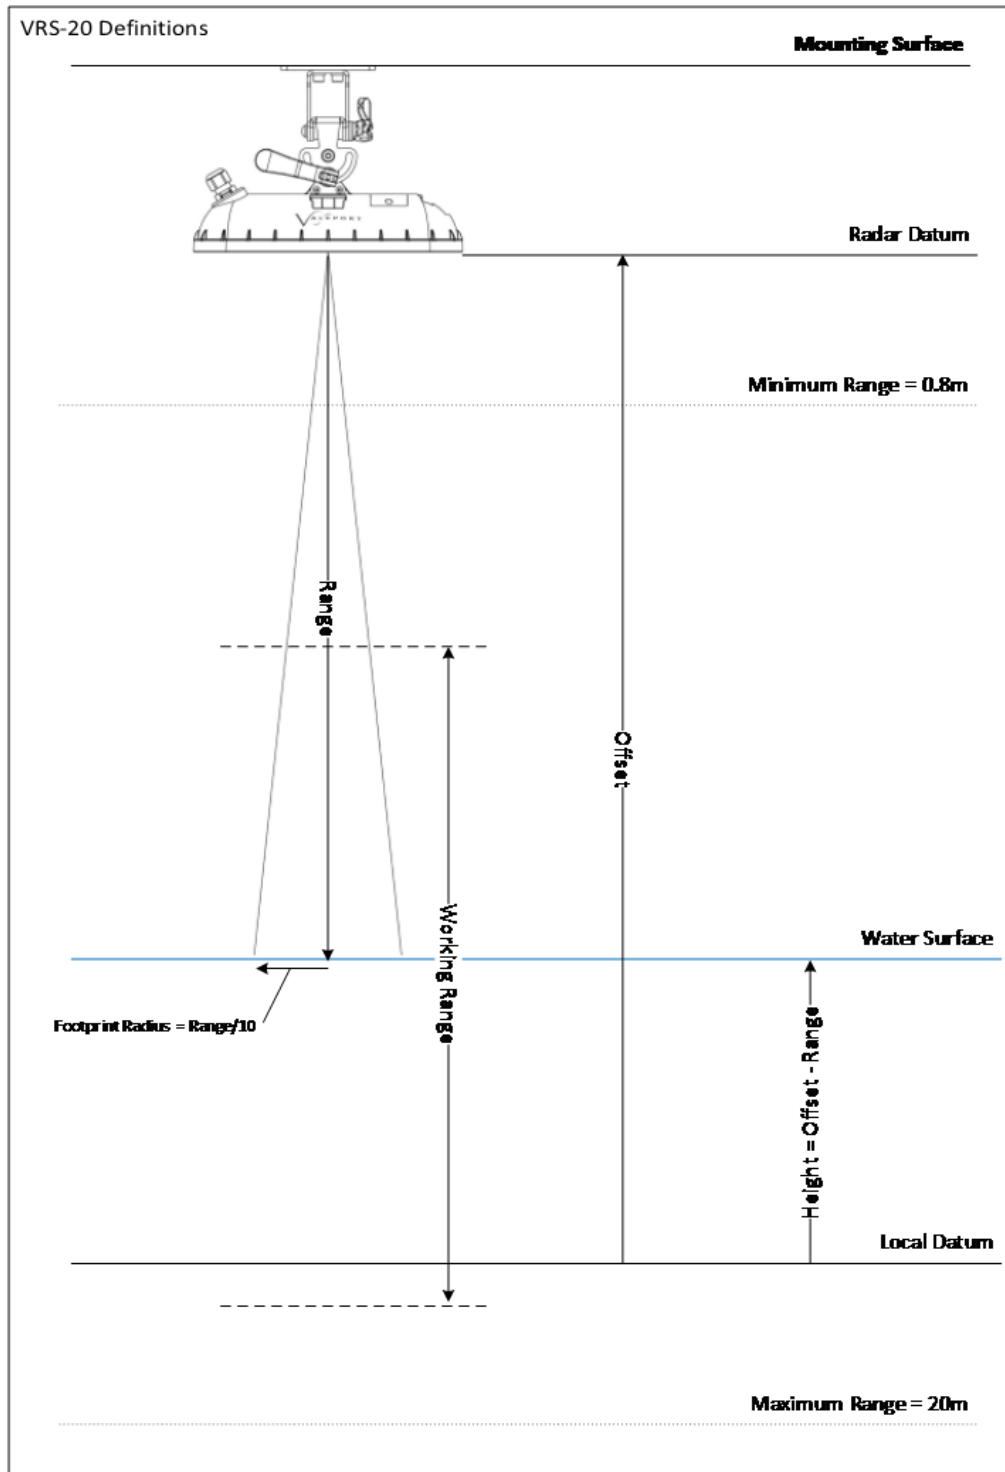 VRS-20 Definitions
Mounting Surface
VALEPORT
Radar Datum
Minimum Range = 0.8m
Range
Offset
Working Range
Water Surface
Footprint Radius = Range/10
Height = Offset - Range
Local Datum
Maximum Range = 20m